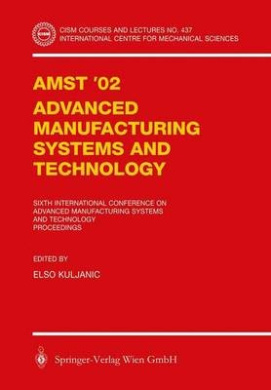 CISM
CISM COURSES AND LECTURES NO. 437
INTERNATIONAL CENTRE FOR MECHANICAL SCIENCES
AMST '02
ADVANCED
MANUFACTURING
SYSTEMS AND
TECHNOLOGY
SIXTH INTERNATIONAL CONFERENCE ON
ADVANCED MANUFACTURING SYSTEMS
AND TECHNOLOGY
PROCEEDINGS
EDITED BY
ELSO KULJANIC
Springer-Verlag Wien GmbH